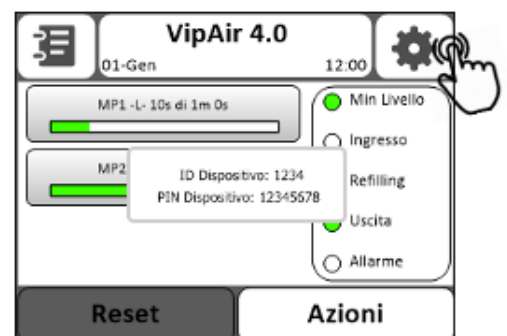 VipAir 4.0
01-Gen
12:00
MP1 -L- 10s di 1m 0s
MP2
ID Dispositivo: 1234
PIN Dispositivo: 12345678
Min Livello
Ingresso
Refilling
Uscita
Allarme
Reset
Azioni